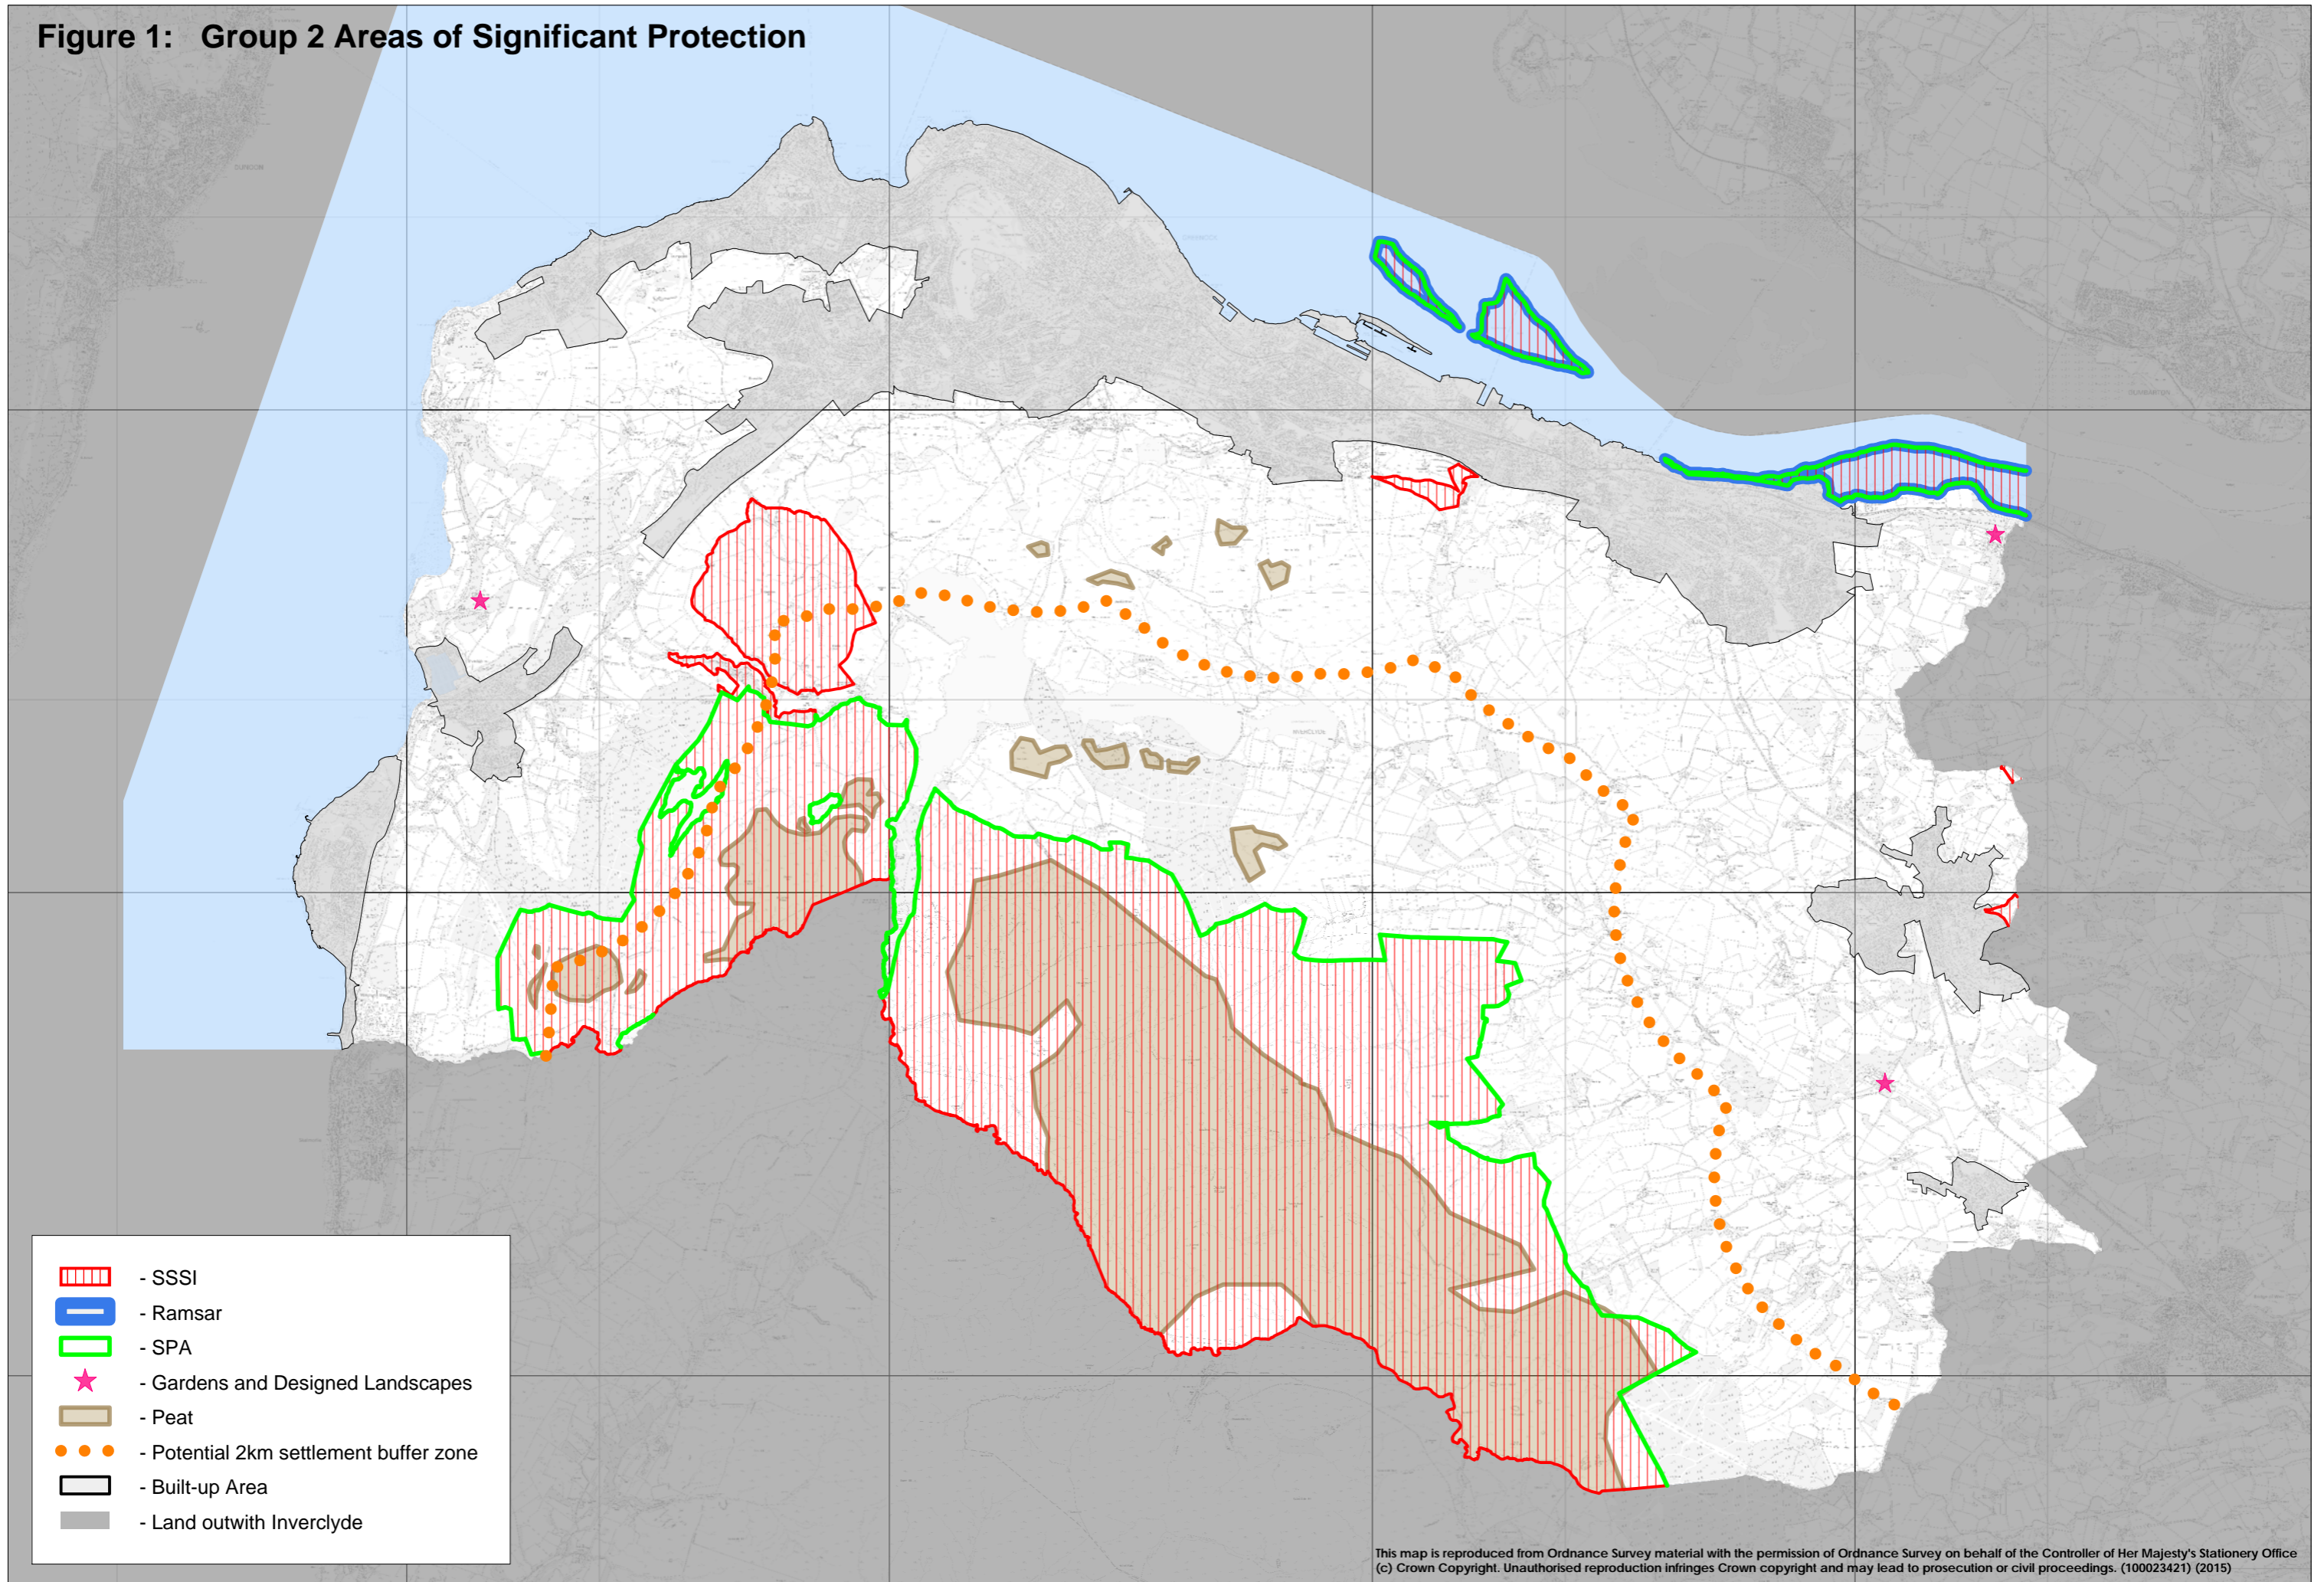 Figure 1: Group 2 Areas of Significant Protection
- SSSI
- Ramsar
- SPA
- Gardens and Designed Landscapes
- Peat
- Potential 2km settlement buffer zone
- Built-up Area
- Land outwith Inverclyde
This map is reproduced from Ordnance Survey material with the permission of Ordnance Survey on behalf of the Controller of Her Majesty's Stationery Office
(c) Crown Copyright. Unauthorised reproduction infringes Crown copyright and may lead to prosecution or civil proceedings. (100023421) (2015)